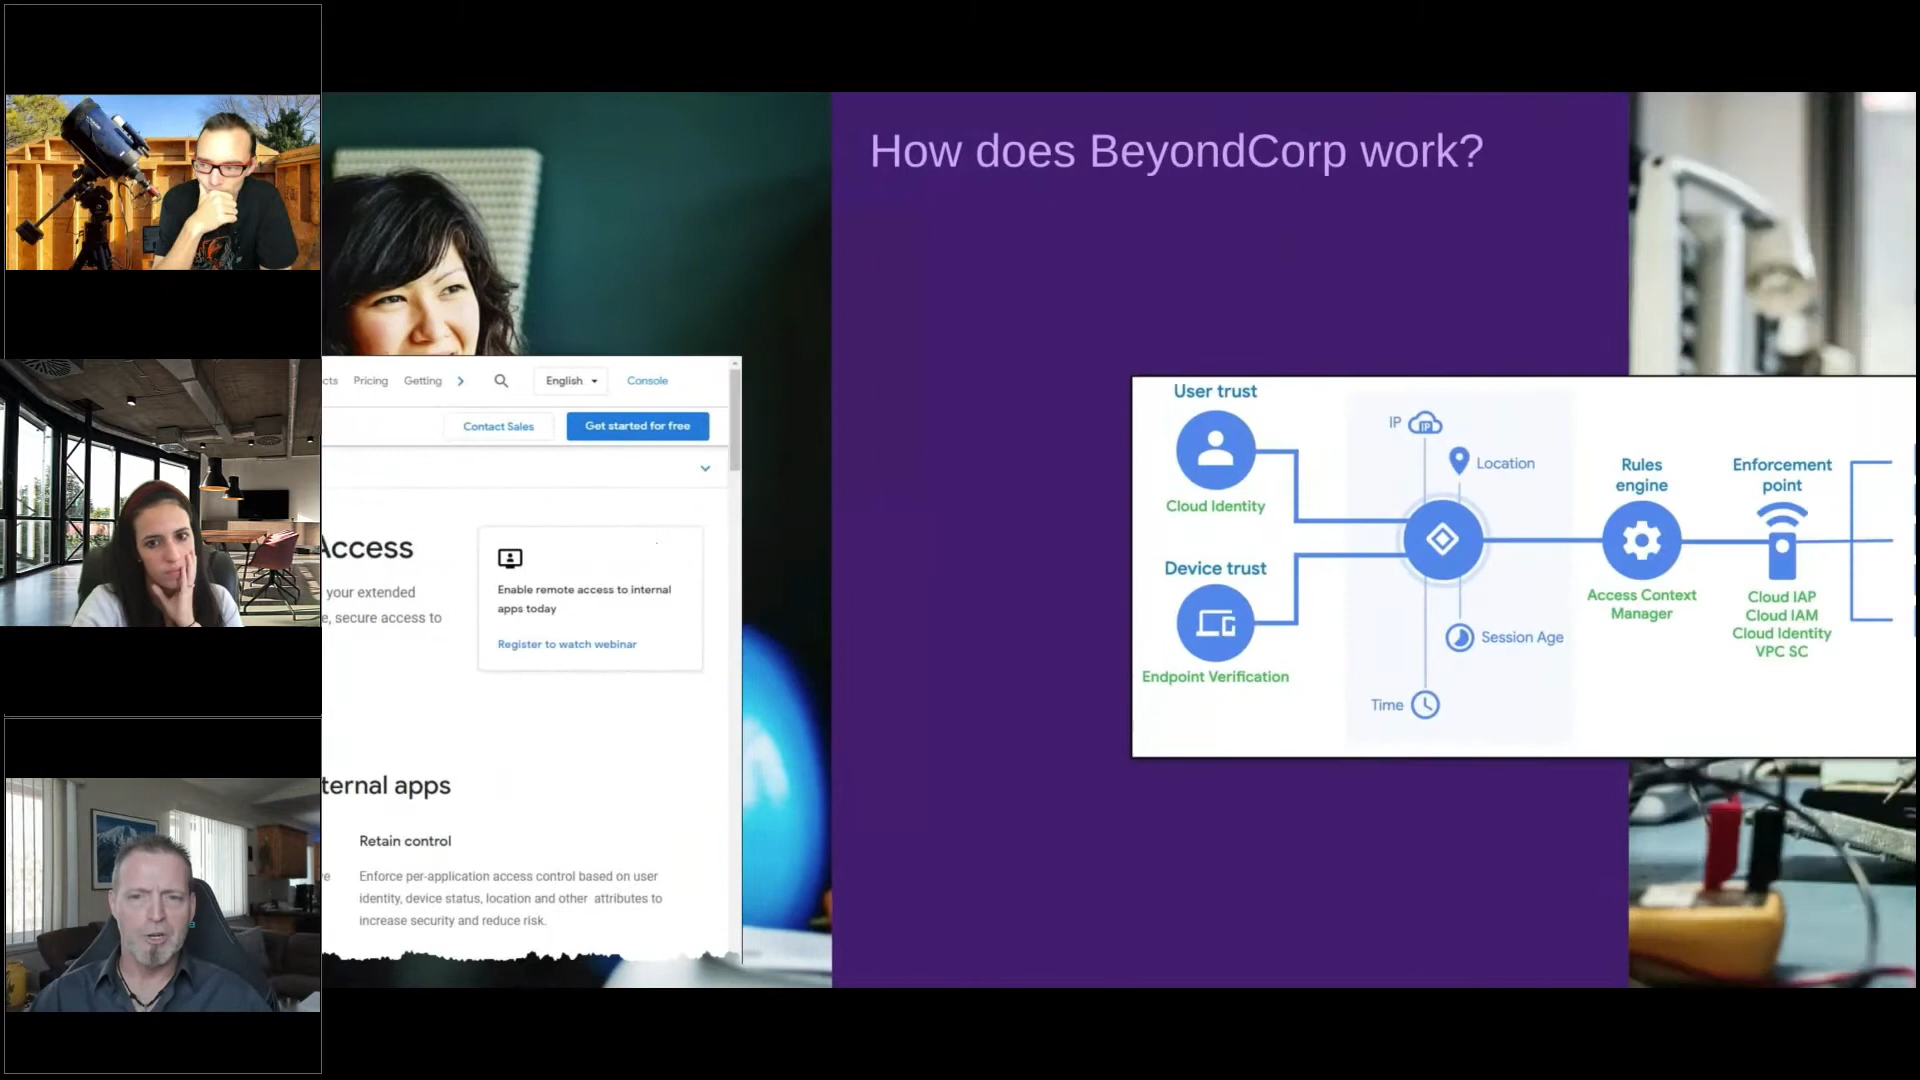 How does BeyondCorp work?
cts Pricing Getting English Console
Contact Sales Get started for free
Access
your extended
e, secure access to
Enable remote access to internal
apps today
Register to watch webinar
ternal apps
Retain control
ve Enforce per-application access control based on user
identity, device status, location and other attributes to
increase security and reduce risk.
User trust
Cloud Identity
Device trust
Endpoint Verification
IP IP
Location
Session Age
Time
Rules
engine
Access Context
Manager
Enforcement
point
Cloud IAP
Cloud IAM
Cloud Identity
VPC SC